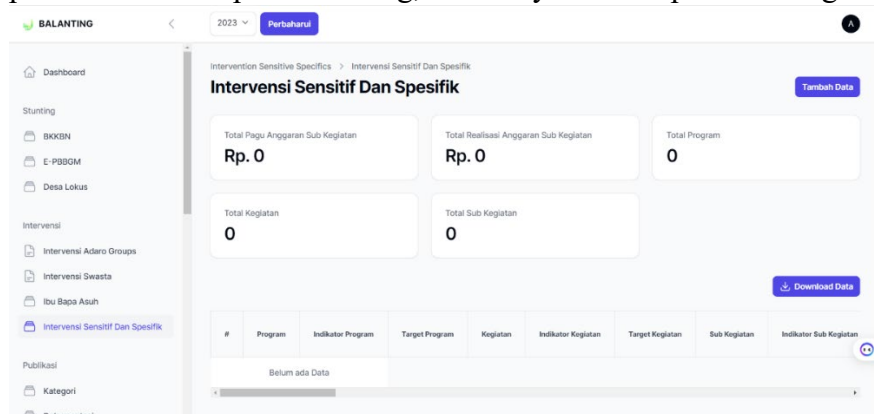 BALANTING
2023
Perbaharui
A
Dashboard
Stunting
BKKBN
E-PBBGM
Desa Lokus
Intervensi
Intervensi Adaro Groups
Intervensi Swasta
Ibu Bapa Asuh
Intervensi Sensitif Dan Spesifik
Publikasi
Kategori
Intervention Sensitive Specifics > Intervensi Sensitif Dan Spesifik
Intervensi Sensitif Dan Spesifik
Tambah Data
Total Pagu Anggaran Sub Kegiatan
Rp. 0
Total Realisasi Anggaran Sub Kegiatan
Rp. 0
Total Program
0
Total Kegiatan
0
Total Sub Kegiatan
0
Download Data
# Program Indikator Program Target Program Kegiatan Indikator Kegiatan Target Kegiatan Sub Kegiatan Indikator Sub Kegiatan
Belum ada Data